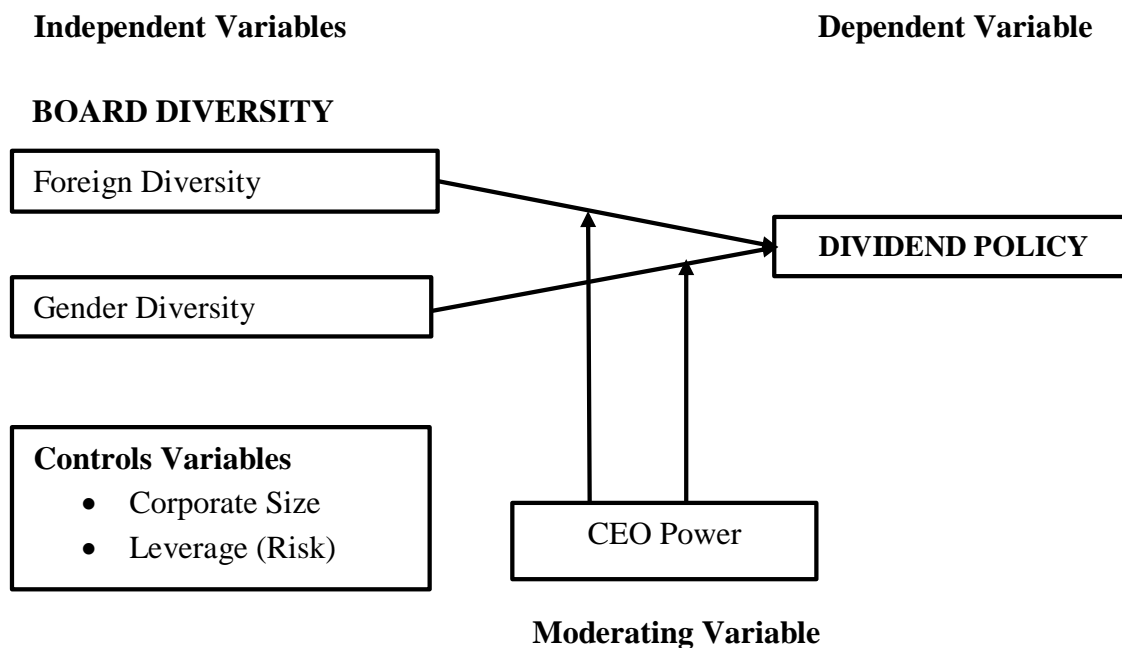 Independent Variables
Dependent Variable
BOARD DIVERSITY
Foreign Diversity
DIVIDEND POLICY
Gender Diversity
Controls Variables
• Corporate Size
• Leverage (Risk)
CEO Power
Moderating Variable